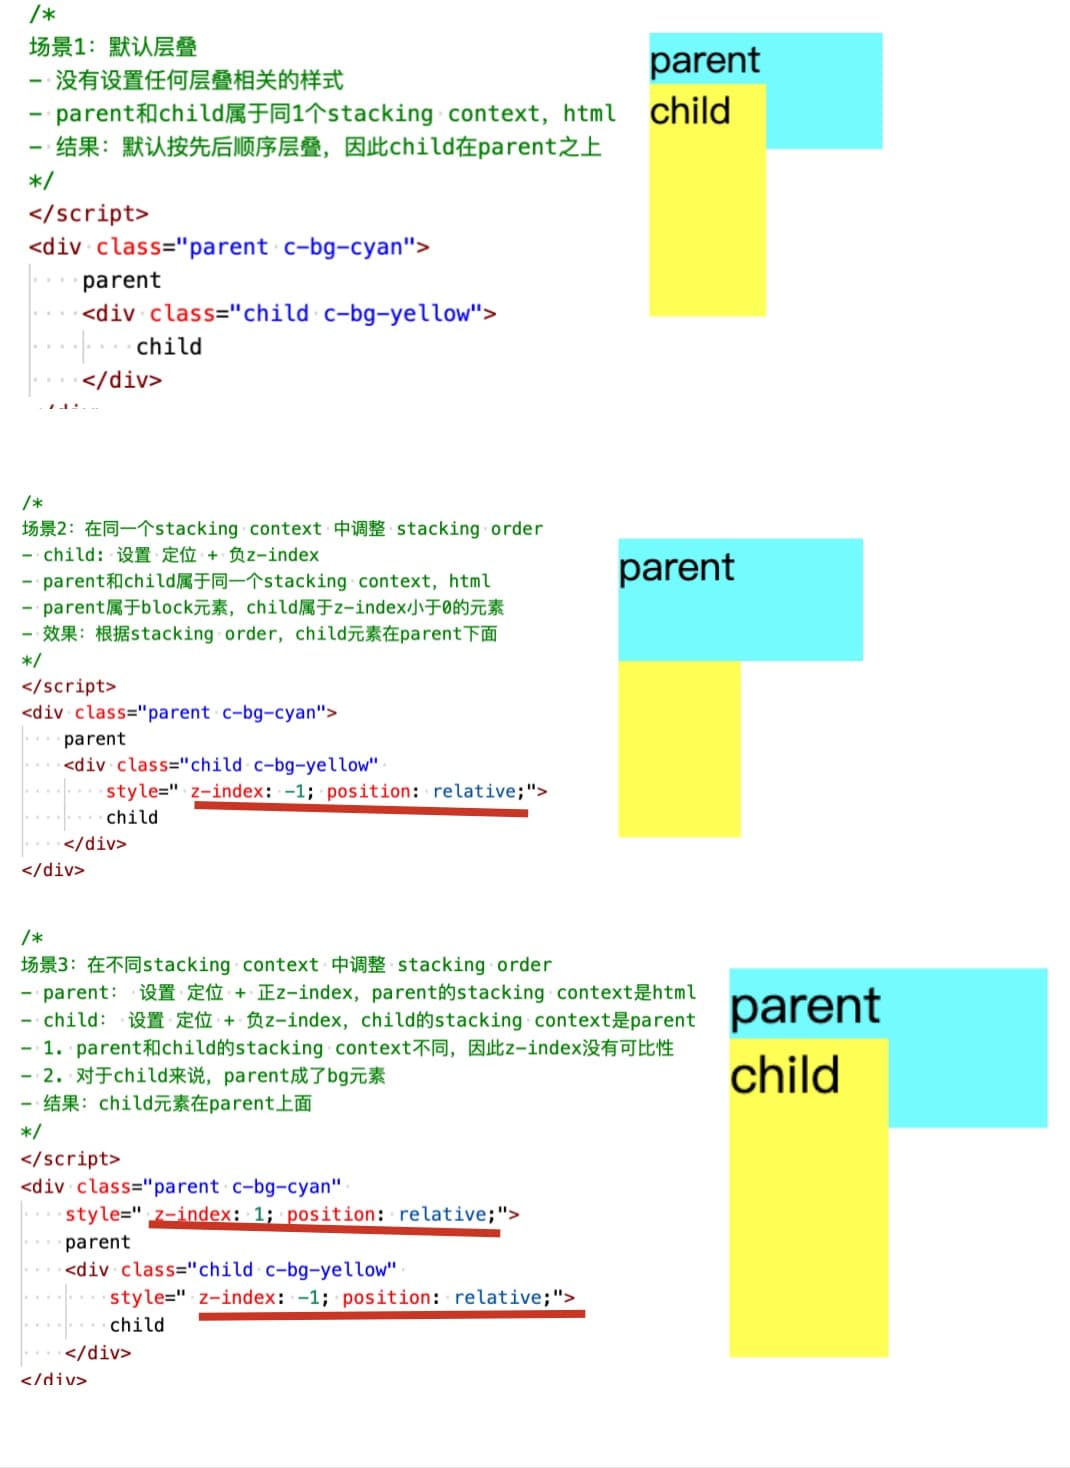 /*
场景1：默认层叠
- 没有设置任何层叠相关的样式
- parent和child属于同1个stacking context，html
- 结果：默认按先后顺序层叠，因此child在parent之上
*/
</script>
<div class="parent c-bg-cyan">
parent
<div class="child c-bg-yellow">
child
</div>
parent
child
/*
场景2：在同一个stacking context 中调整 stacking order
- child: 设置 定位 + 负z-index
- parent和child属于同一个stacking context，html
- parent属于block元素，child属于z-index小于0的元素
- 效果：根据stacking order，child元素在parent下面
*/
</script>
<div class="parent c-bg-cyan">
parent
<div class="child c-bg-yellow"
style=" z-index: -1; position: relative;">
child
</div>
</div>
parent
/*
场景3：在不同stacking context 中调整 stacking order
- parent： 设置 定位 + 正z-index，parent的stacking context是html
- child： 设置 定位 + 负z-index，child的stacking context是parent
- 1. parent和child的stacking context不同，因此z-index没有可比性
- 2. 对于child来说，parent成了bg元素
- 结果：child元素在parent上面
*/
</script>
<div class="parent c-bg-cyan"
style=" z-index: 1; position: relative;">
parent
<div class="child c-bg-yellow"
style=" z-index: -1; position: relative;">
child
</div>
</div>
parent
child